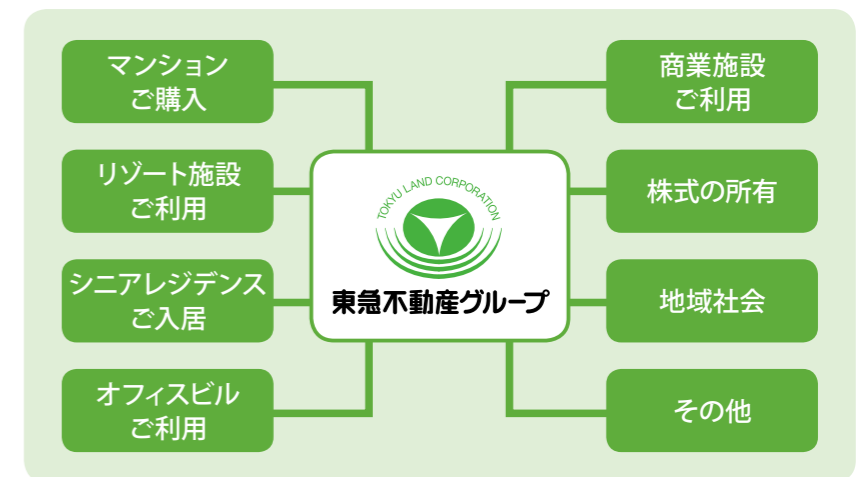 マンション
ご購入
リゾート施設
ご利用
シニアレジデンス
ご入居
オフィスビル
ご利用
TOKYU LAND CORPORATION
東急不動産グループ
商業施設
ご利用
株式の所有
地域社会
その他